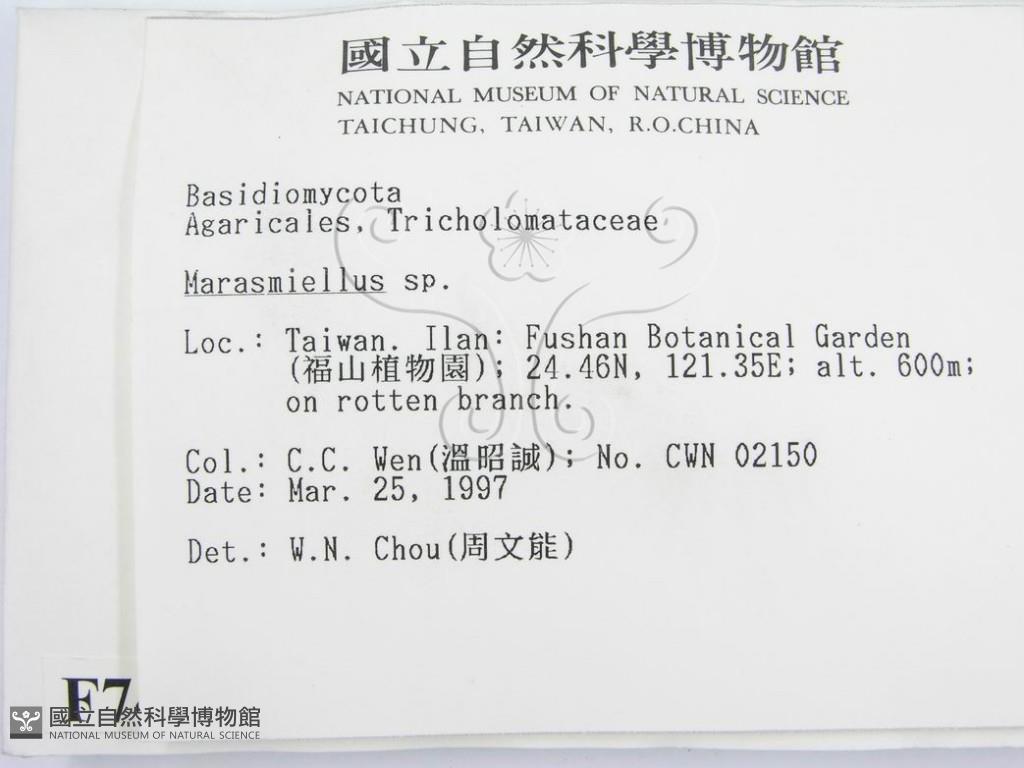 國立自然科學博物館
NATIONAL MUSEUM OF NATURAL SCIENCE
TAICHUNG, TAIWAN, R.O.CHINA
Basidiomycota
Agaricales, Tricholomataceae
Marasmiellus sp.
Loc.: Taiwan. Ilan: Fushan Botanical Garden
(福山植物園); 24.46N, 121.35E; alt. 600m;
on rotten branch.
Col.: C.C. Wen(溫昭誠); No. CWN 02150
Date: Mar. 25, 1997
Det.: W.N. Chou(周文能)
F7
國立自然科學博物館
NATIONAL MUSEUM OF NATURAL SCIENCE